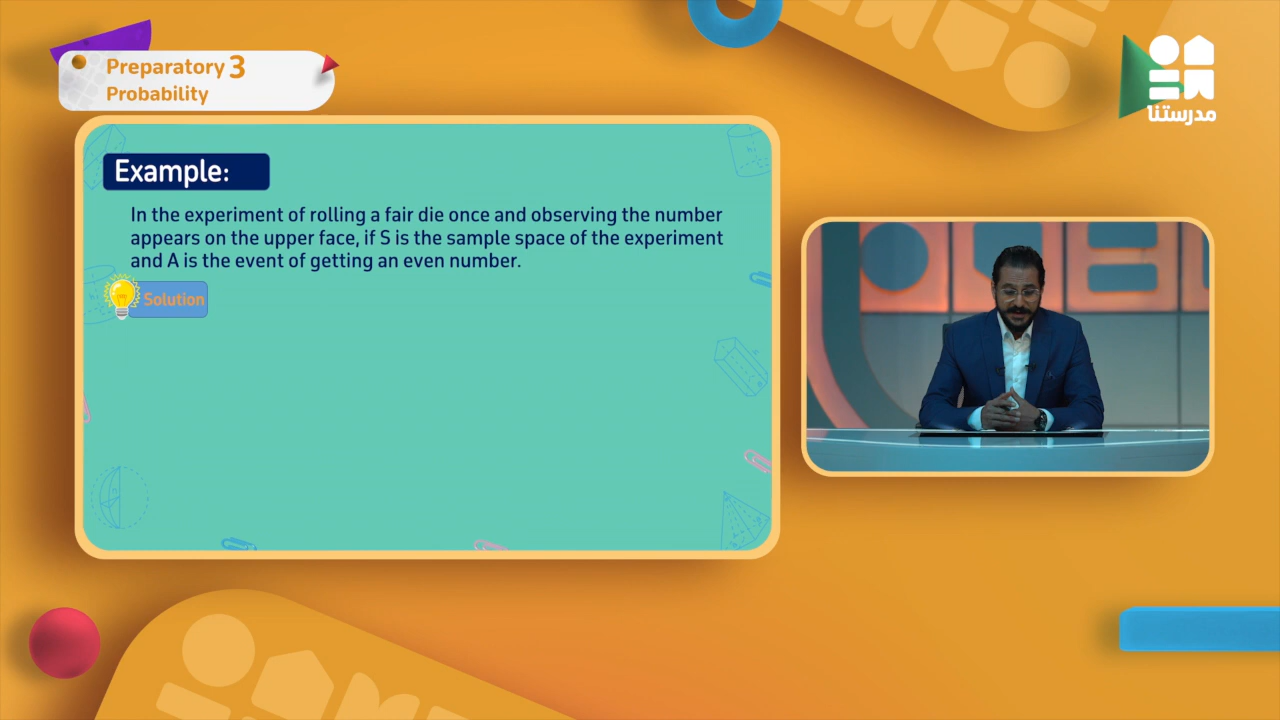 Preparatory 3
Probability
مدرستنا
Example:
In the experiment of rolling a fair die once and observing the number
appears on the upper face, if S is the sample space of the experiment
and A is the event of getting an even number.
Solution